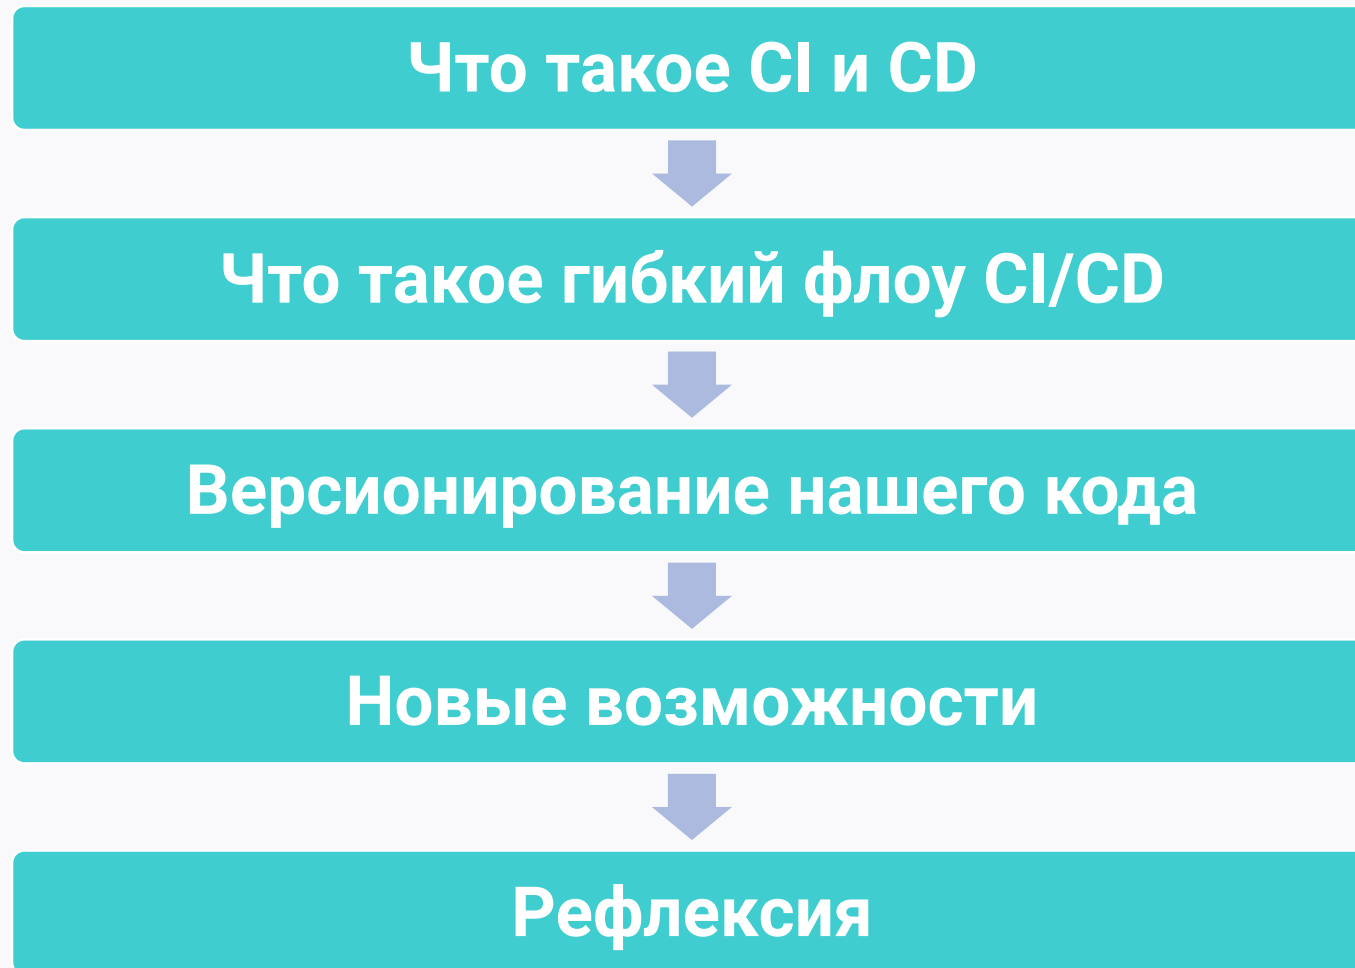 Что такое CI и CD
Что такое гибкий флоу CI/CD
Версионирование нашего кода
Новые возможности
Рефлексия